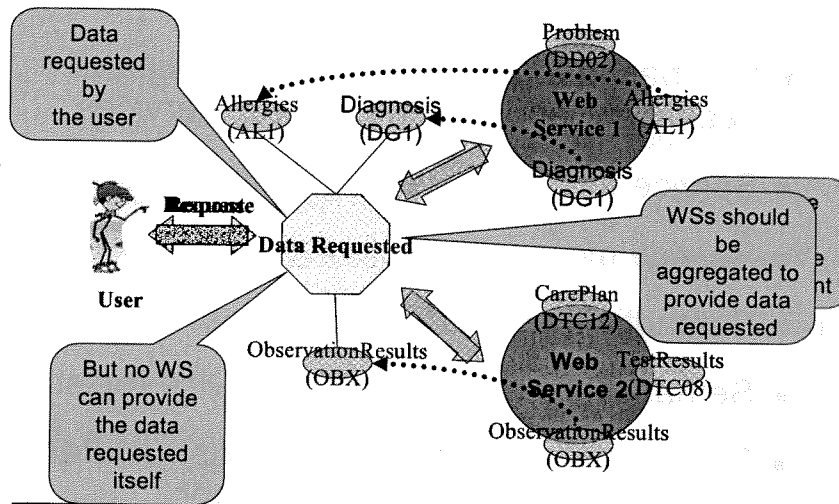 Data
requested
by
the user
Allergies
(AL1)
Diagnosis
(DG1)
Problem
(DD02)
Web
Service 1
Allergies
(AL1)
Diagnosis
(DG1)
User
Data Requested
WSs should
be
aggregated to
provide data
requested
But no WS
can provide
the data
requested
itself
ObservationResults
(OBX)
CarePlan
(DTC12)
Web
Service 2
TestResults
(DTC08)
ObservationResults
(OBX)